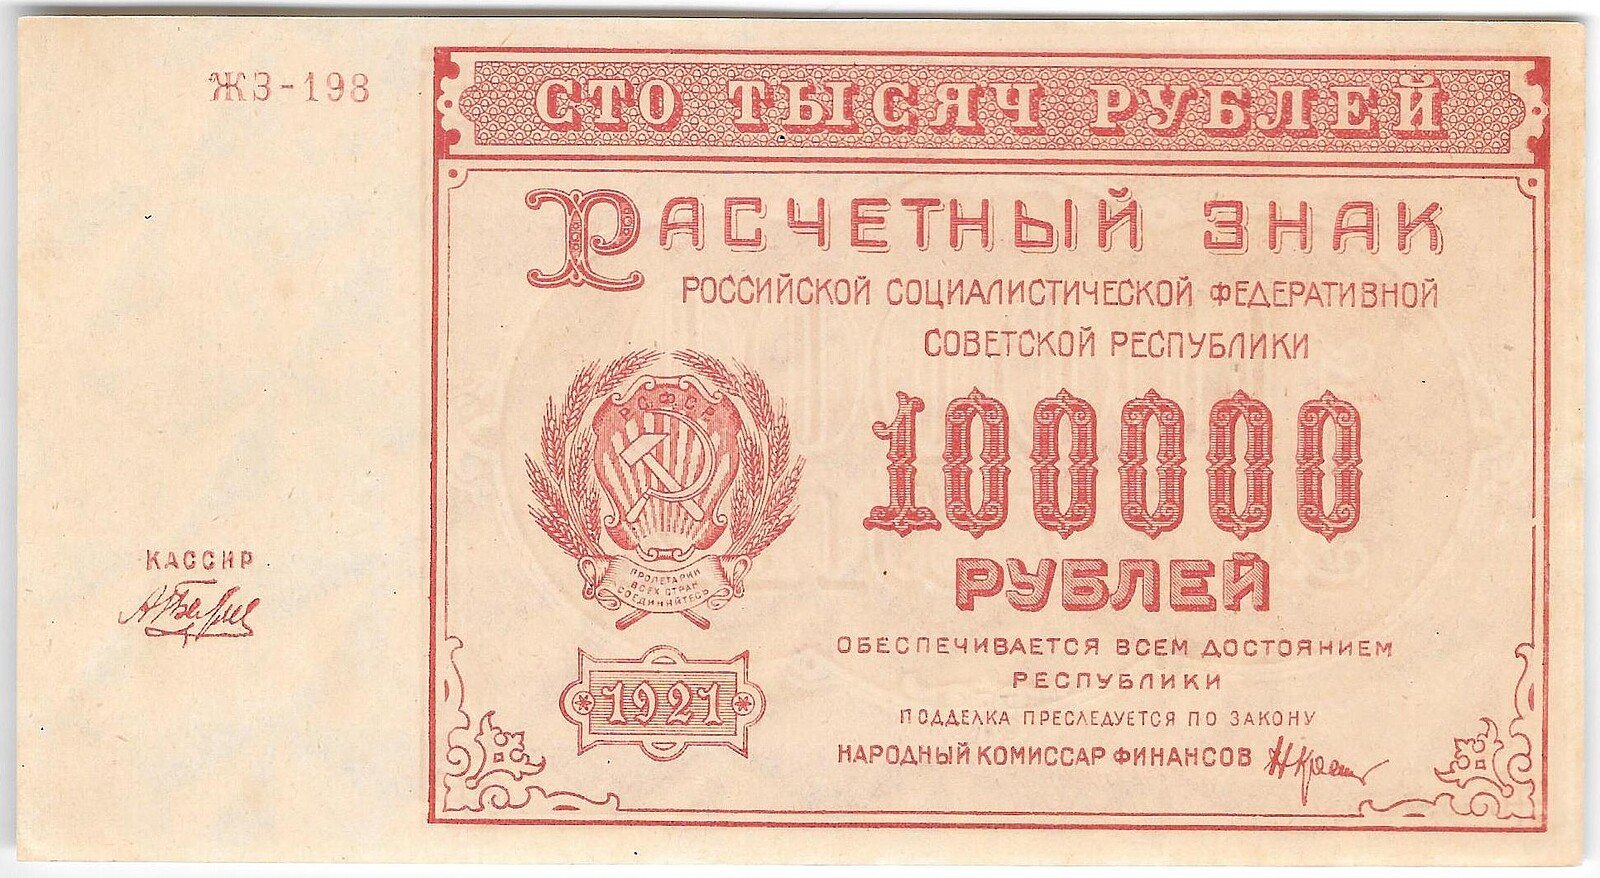 ЖЗ-198
СТО ТЫСЯЧ РУБЛЕЙ
РАСЧЕТНЫЙ ЗНАК
РОССИЙСКОЙ СОЦИАЛИСТИЧЕСКОЙ ФЕДЕРАТИВНОЙ
СОВЕТСКОЙ РЕСПУБЛИКИ
РСФСР
100000
РУБЛЕЙ
КАССИР
ПРОЛЕТАРИИ
ВСЕХ СТРАН
СОЕДИНЯЙТЕСЬ
ОБЕСПЕЧИВАЕТСЯ ВСЕМ ДОСТОЯНИЕМ
РЕСПУБЛИКИ
1921
ПОДДЕЛКА ПРЕСЛЕДУЕТСЯ ПО ЗАКОНУ
НАРОДНЫЙ КОМИССАР ФИНАНСОВ